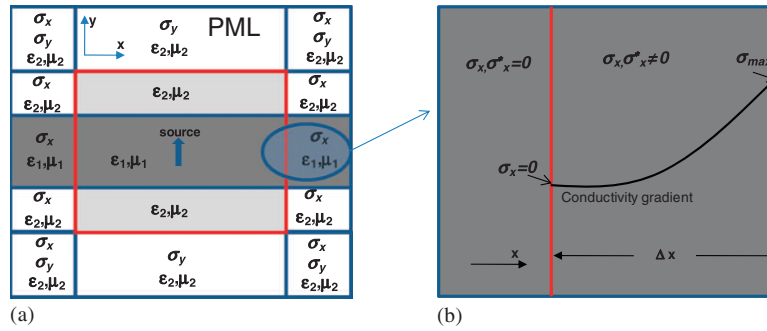 σx
σy
ε2,μ2
y
x
σy
ε2,μ2
PML
σx
σy
ε2,μ2
σx
ε2,μ2
ε2,μ2
σx
ε2,μ2
σx
ε1,μ1
ε1,μ1
source
σx
ε1,μ1
σx
ε2,μ2
ε2,μ2
σx
ε2,μ2
σx
σy
ε2,μ2
σy
ε2,μ2
σx
σy
ε2,μ2
(a)
σx,σ*x=0
σx,σ*x≠0
σmax
σx=0
Conductivity gradient
x
Δx
(b)